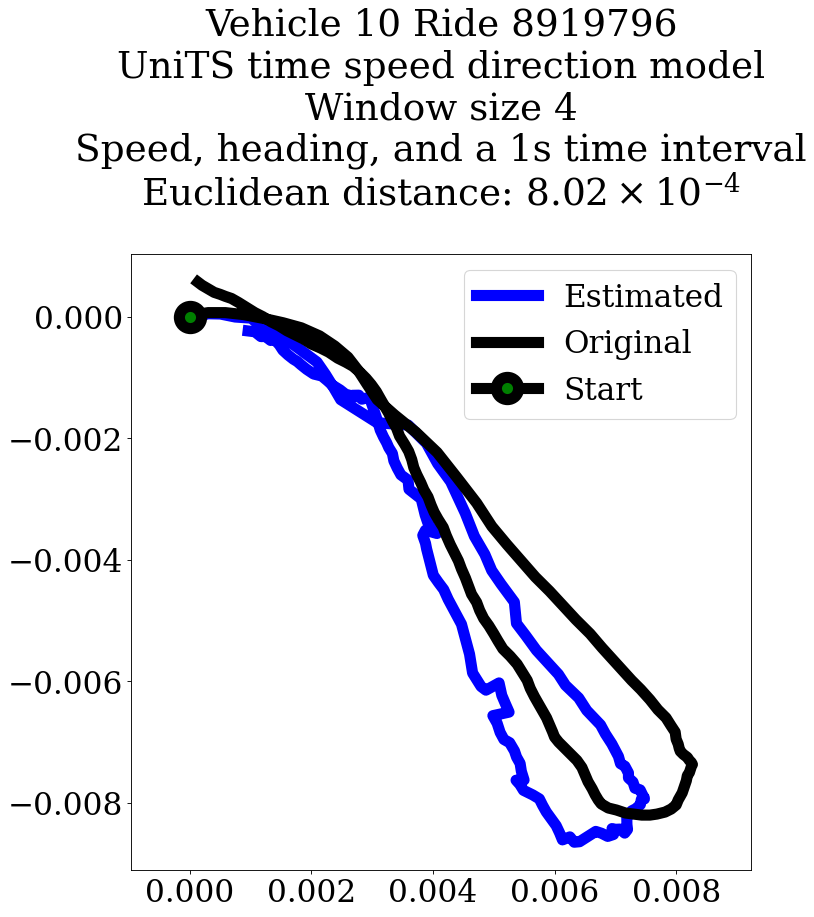 Vehicle 10 Ride 8919796
UniTS time speed direction model
Window size 4
Speed, heading, and a 1s time interval
Euclidean distance: 8.02 × 10⁻⁴
Estimated
Original
Start
0.000
−0.002
−0.004
−0.006
−0.008
0.000 0.002 0.004 0.006 0.008